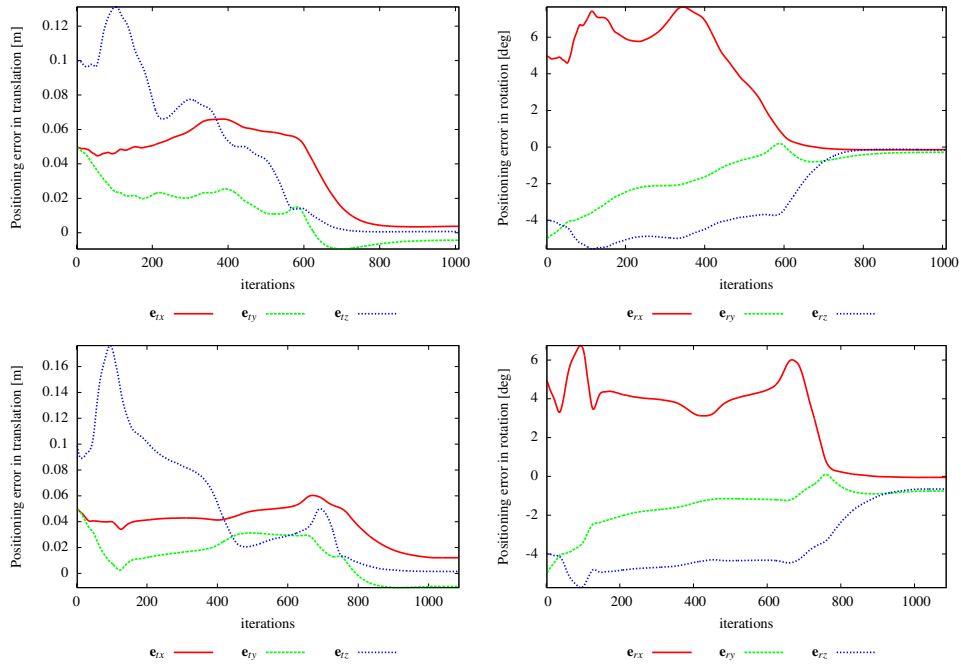 Positioning error in translation [m]
0.12
0.1
0.08
0.06
0.04
0.02
0
0 200 400 600 800 1000
iterations
e_tx e_ty e_tz
Positioning error in rotation [deg]
6
4
2
0
-2
-4
0 200 400 600 800 1000
iterations
e_rx e_ry e_rz
Positioning error in translation [m]
0.16
0.14
0.12
0.1
0.08
0.06
0.04
0.02
0
0 200 400 600 800 1000
iterations
e_tx e_ty e_tz
Positioning error in rotation [deg]
6
4
2
0
-2
-4
0 200 400 600 800 1000
iterations
e_rx e_ry e_rz